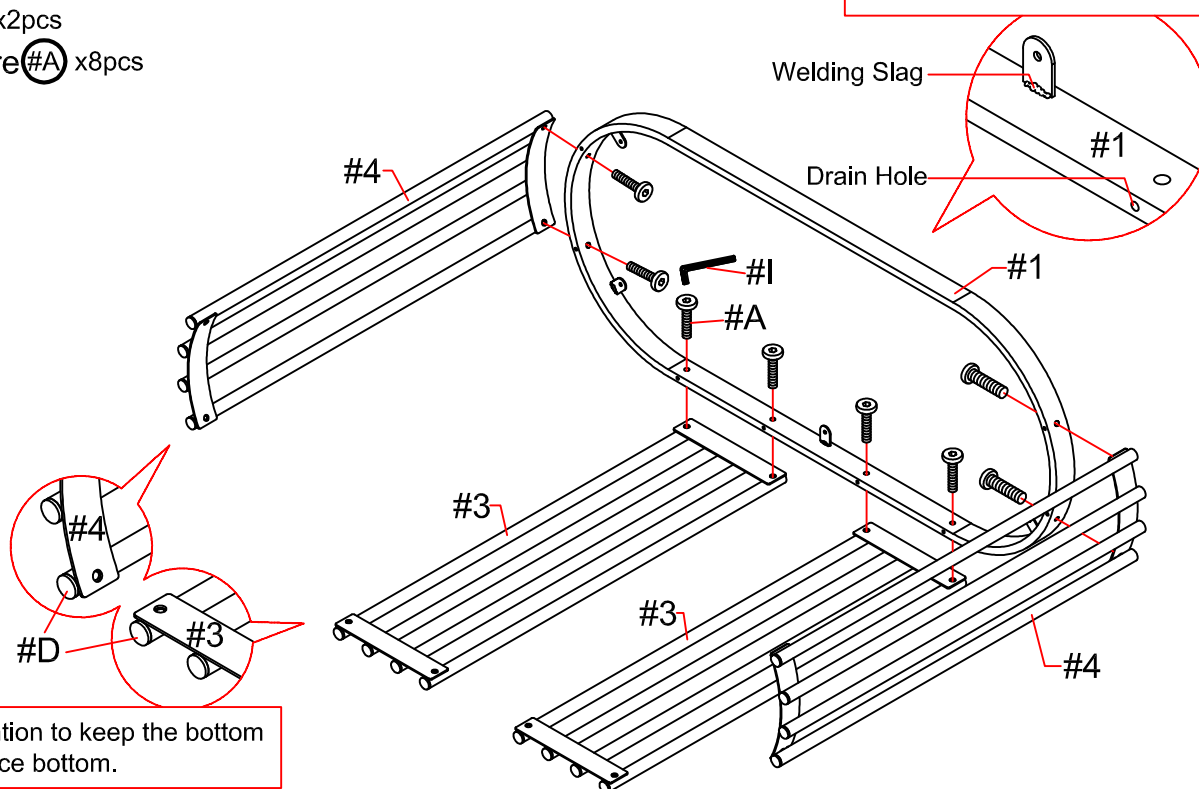 x2pcs
re #A x8pcs
Welding Slag
#1
Drain Hole
#4
#1
#I
#A
#3
#4
#3
#3
#D
#4
tion to keep the bottom
ce bottom.